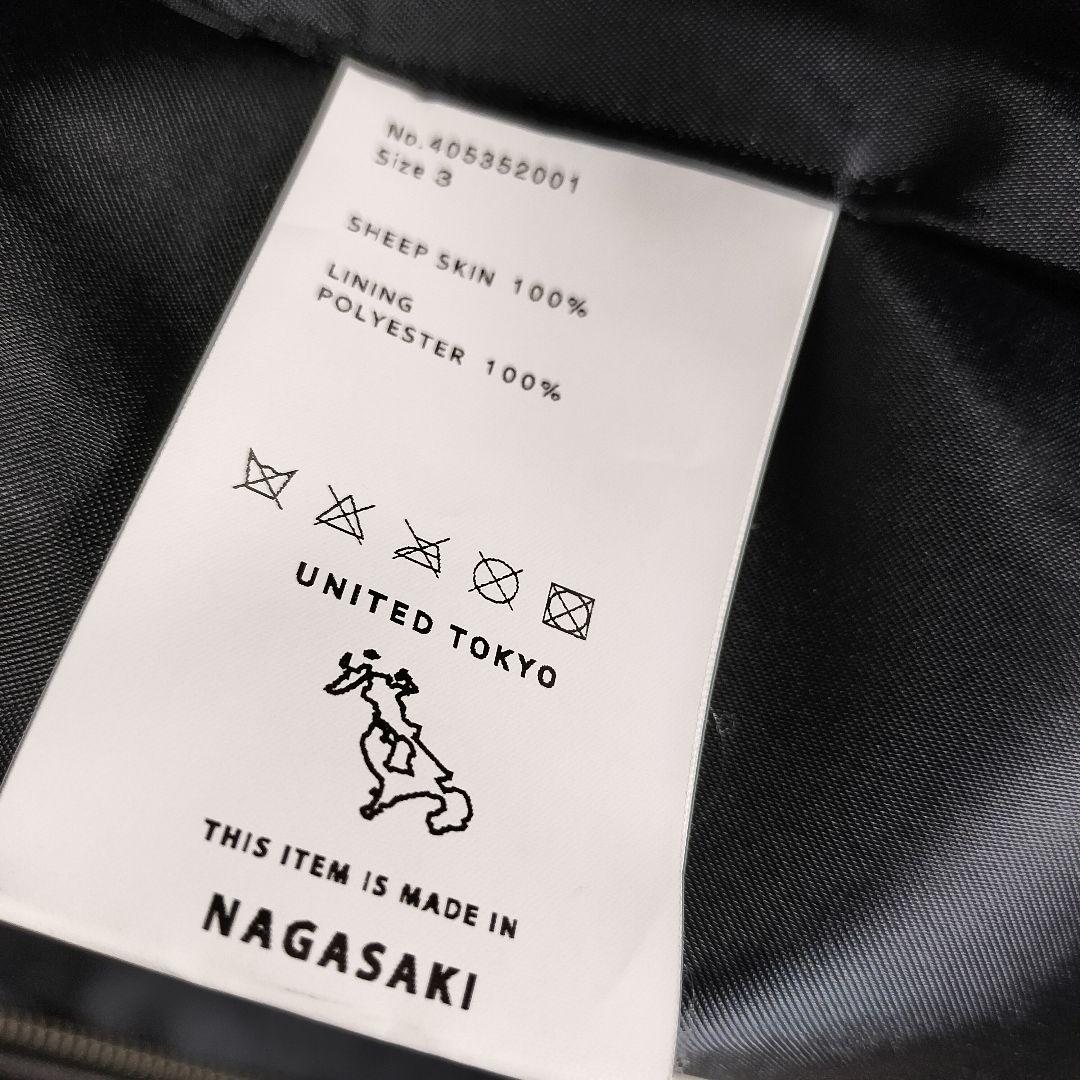 No.405352001
Size 3
SHEEP SKIN 100%
LINING
POLYESTER 100%
UNITED TOKYO
THIS ITEM IS MADE IN
NAGASAKI